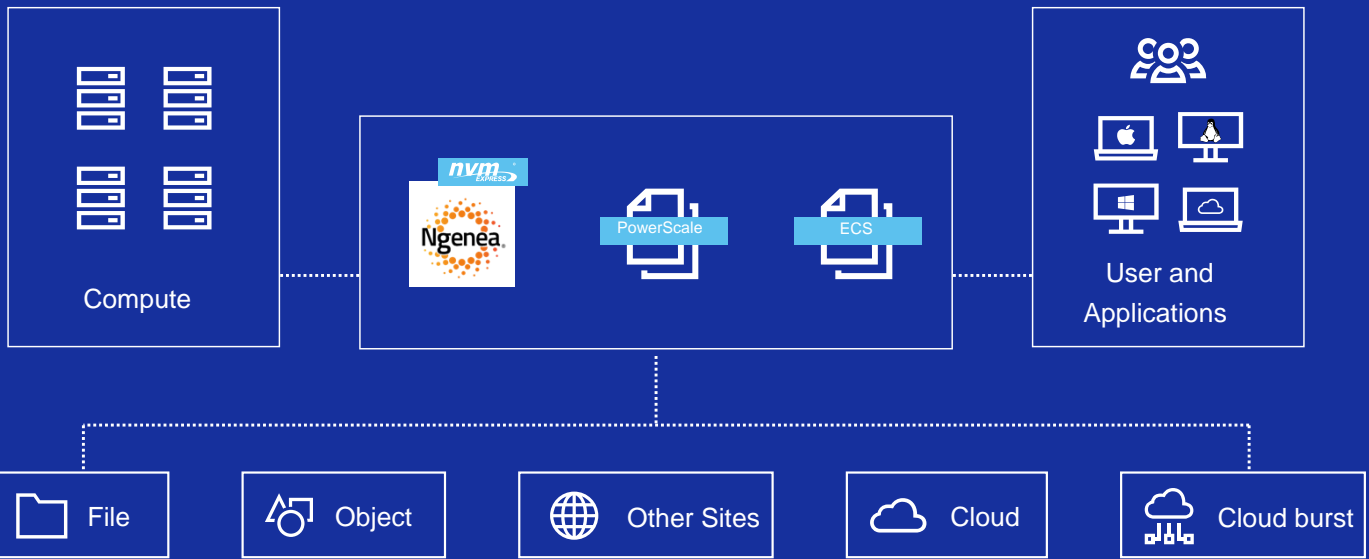 Compute
nvm
EXPRESS
Ngenea
PowerScale
ECS
User and
Applications
File
Object
Other Sites
Cloud
Cloud burst